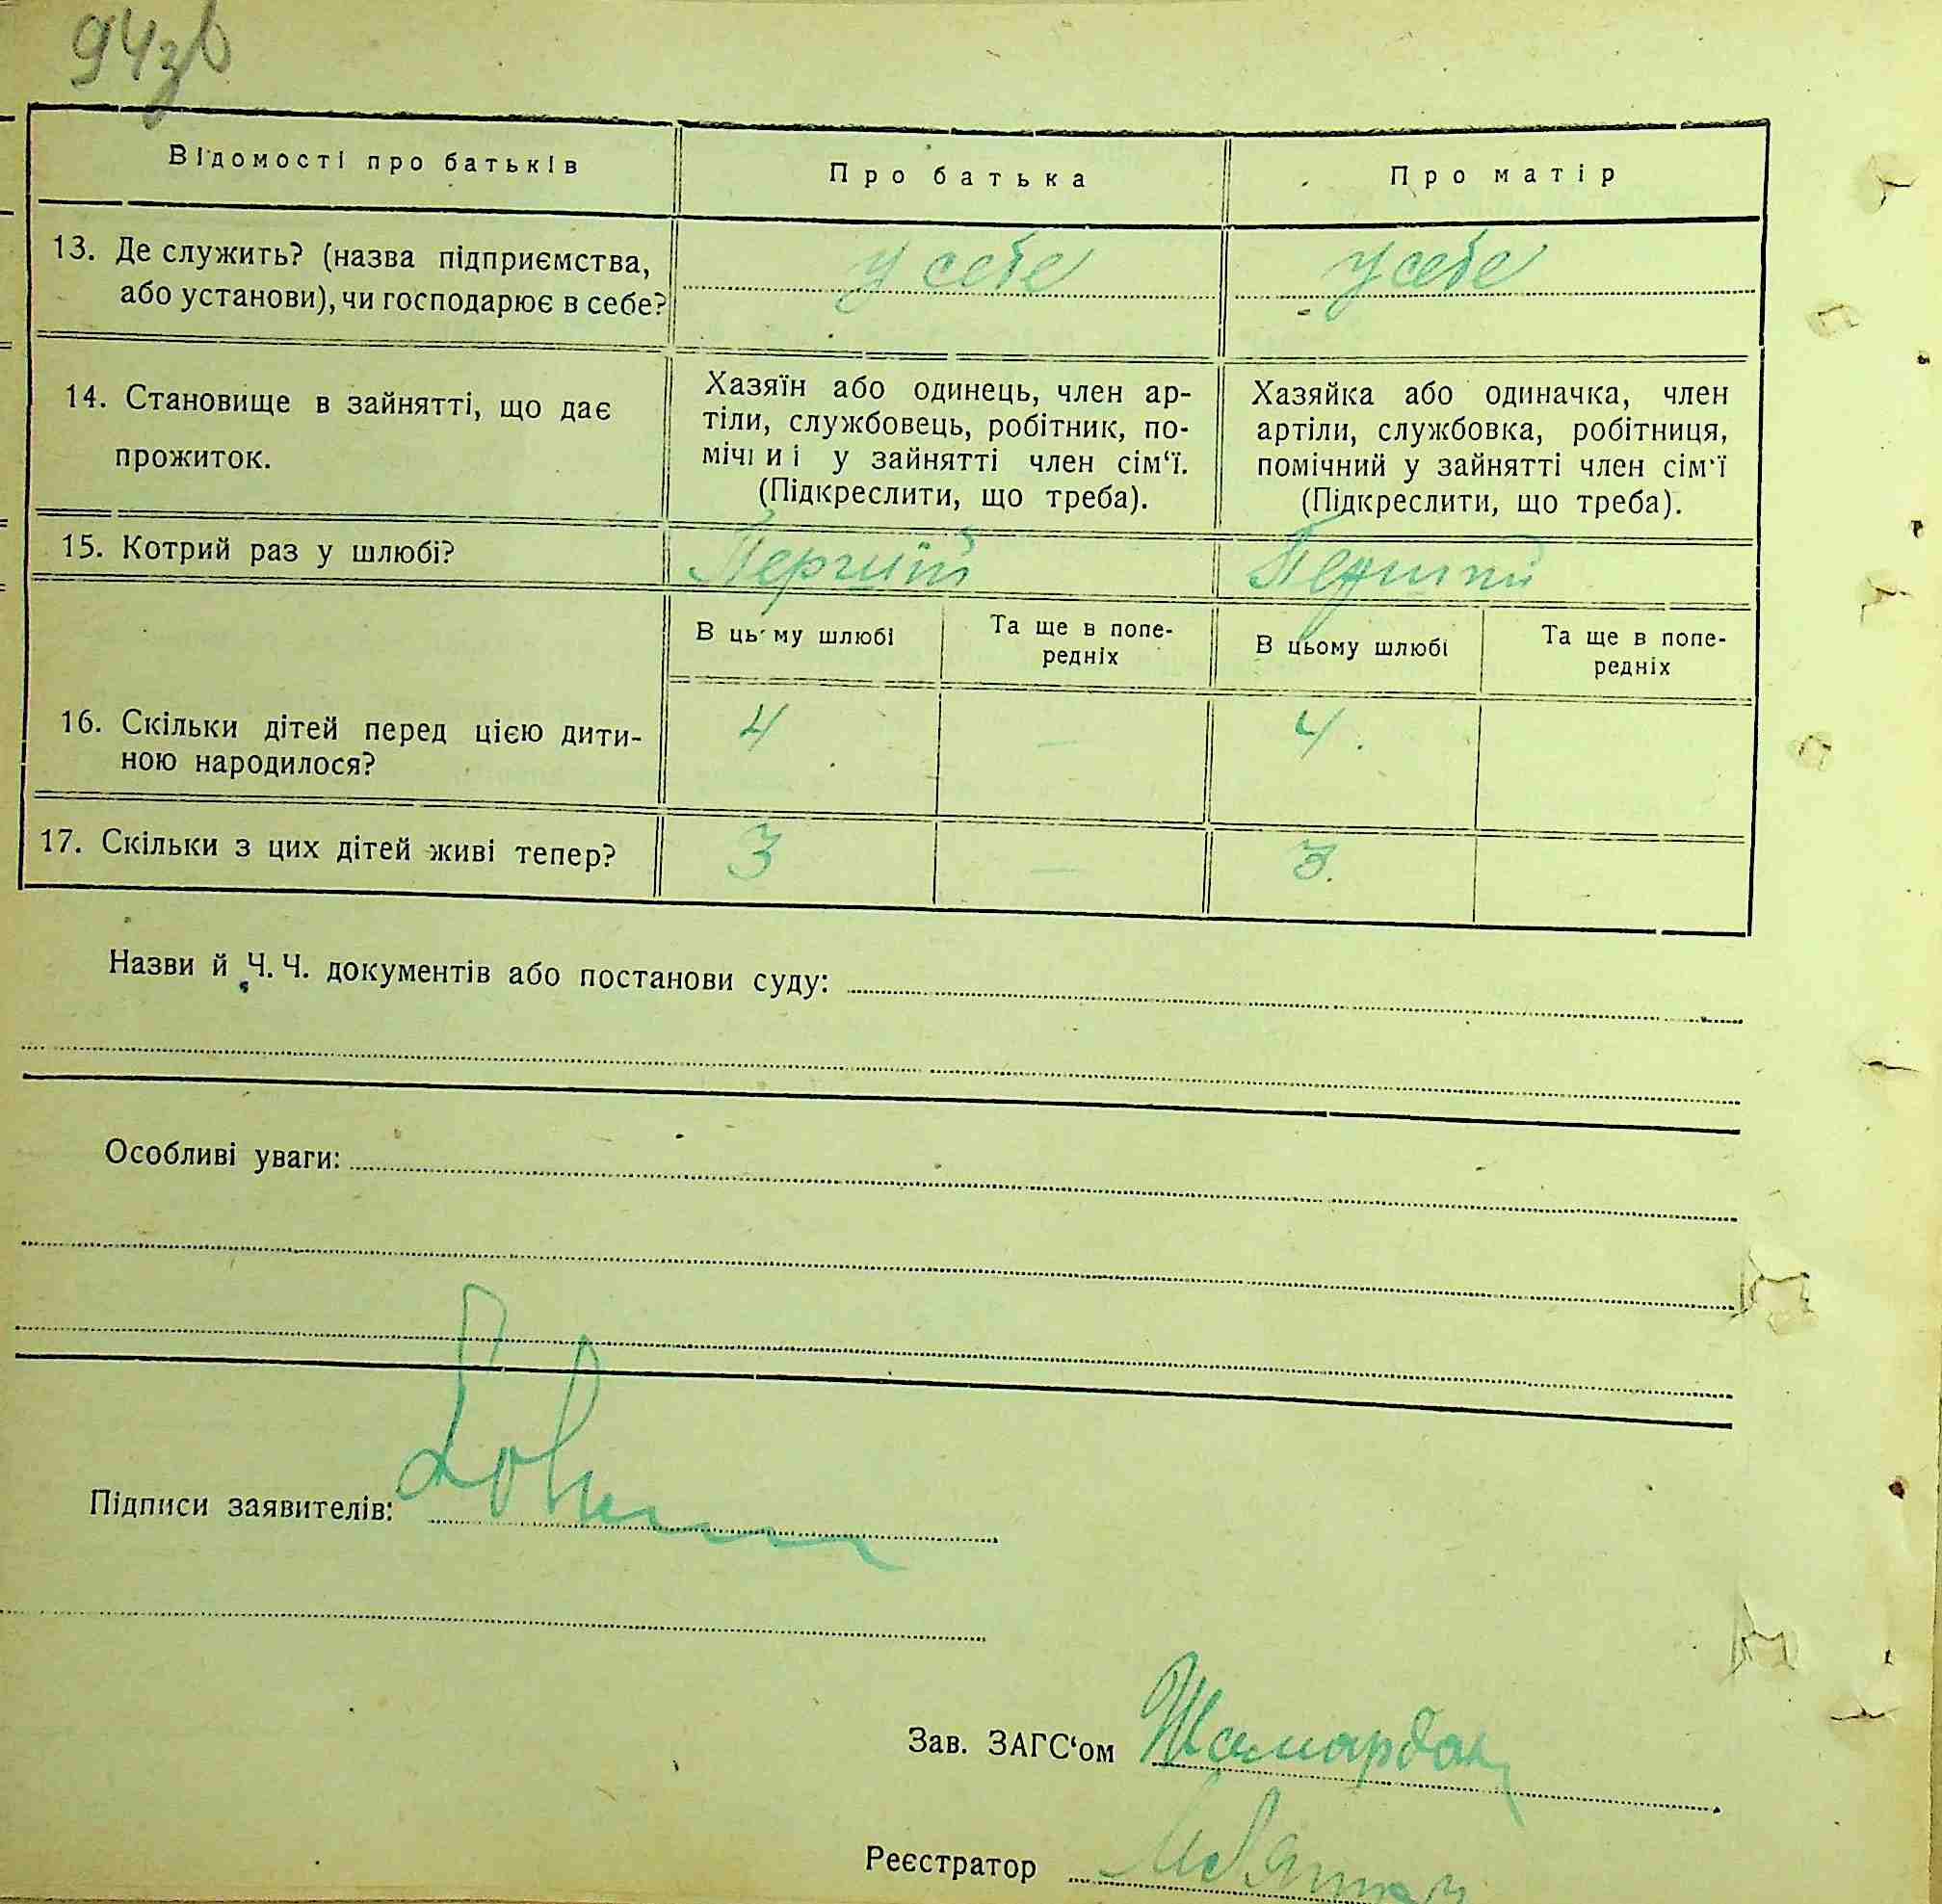 94зв
Відомості про батьків
Про батька
Про матір
13. Де служить? (назва підприємства,
або установи), чи господарює в себе?
у себе
у себе
14. Становище в зайнятті, що дає
прожиток.
Хазяїн або одинець, член ар-
тіли, службовець, робітник, по-
мічниі у зайнятті член сім‘ї.
(Підкреслити, що треба).
Хазяйка або одиначка, член
артіли, службовка, робітниця,
помічний у зайнятті член сім‘ї
(Підкреслити, що треба).
15. Котрий раз у шлюбі?
Перший
Перший
В цьому шлюбі
Та ще в попе-
редніх
В цьому шлюбі
Та ще в попе-
редніх
16. Скільки дітей перед цією дити-
ною народилося?
4
—
4.
17. Скільки з цих дітей живі тепер?
3
—
3.
Назви й Ч. Ч. документів або постанови суду:
Особливі уваги:
Підписи заявителів:
Зав. ЗАГС‘ом Шамардан
Реєстратор